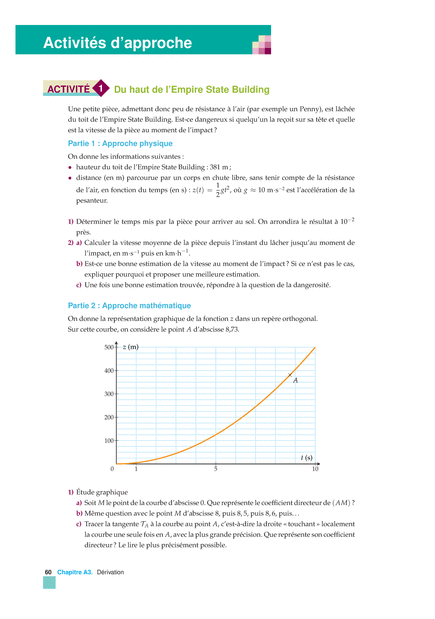 Activités d'approche
ACTIVITÉ 1 Du haut de l'Empire State Building
Une petite pièce, admettant donc peu de résistance à l'air (par exemple un Penny), est lâchée
du toit de l'Empire State Building. Est-ce dangereux si quelqu'un la reçoit sur sa tête et quelle
est la vitesse de la pièce au moment de l'impact ?
Partie 1 : Approche physique
On donne les informations suivantes :
• hauteur du toit de l'Empire State Building : 381 m ;
• distance (en m) parcourue par un corps en chute libre, sans tenir compte de la résistance
de l'air, en fonction du temps (en s) : z(t) = 1/2 gt², où g ≈ 10 m·s⁻² est l'accélération de la
pesanteur.
1) Déterminer le temps mis par la pièce pour arriver au sol. On arrondira le résultat à 10⁻²
près.
2) a) Calculer la vitesse moyenne de la pièce depuis l'instant du lâcher jusqu'au moment de
l'impact, en m·s⁻¹ puis en km·h⁻¹.
b) Est-ce une bonne estimation de la vitesse au moment de l'impact ? Si ce n'est pas le cas,
expliquer pourquoi et proposer une meilleure estimation.
c) Une fois une bonne estimation trouvée, répondre à la question de la dangerosité.
Partie 2 : Approche mathématique
On donne la représentation graphique de la fonction z dans un repère orthogonal.
Sur cette courbe, on considère le point A d'abscisse 8,73.
500 z (m)
400
A
300
200
100
t (s)
0 1 5 10
1) Étude graphique
a) Soit M le point de la courbe d'abscisse 0. Que représente le coefficient directeur de (AM) ?
b) Même question avec le point M d'abscisse 8, puis 8, 5, puis 8, 6, puis. . .
c) Tracer la tangente 𝒯A à la courbe au point A, c'est-à-dire la droite « touchant » localement
la courbe une seule fois en A, avec la plus grande précision. Que représente son coefficient
directeur ? Le lire le plus précisément possible.
60 Chapitre A3. Dérivation